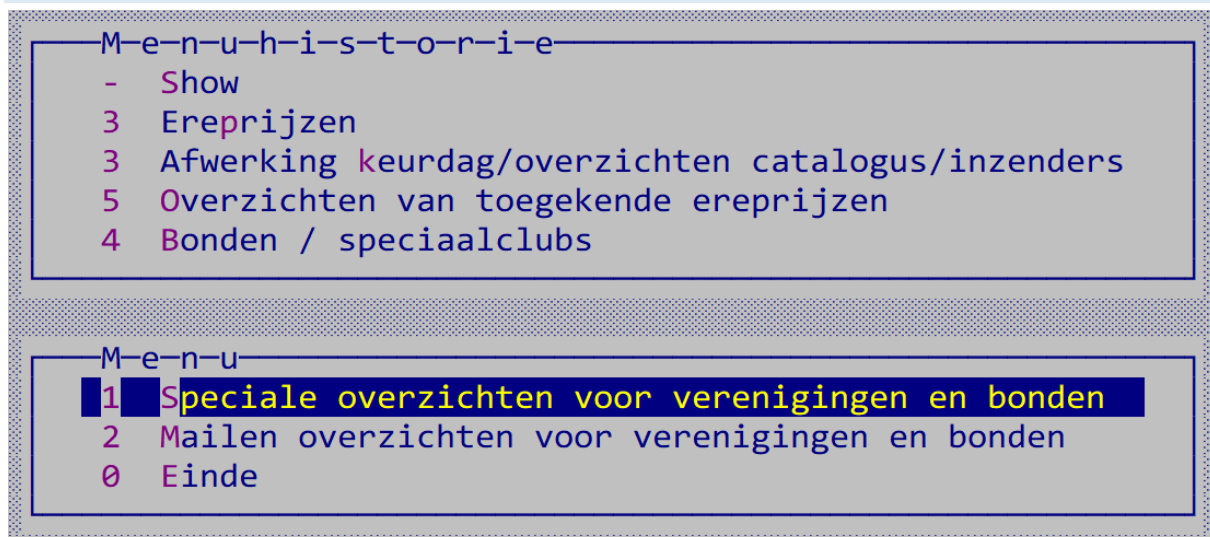 M-e-n-u-h-i-s-t-o-r-i-e
- Show
3 Ereprijzen
3 Afwerking keurdag/overzichten catalogus/inzenders
5 Overzichten van toegekende ereprijzen
4 Bonden / speciaalclubs
M-e-n-u
1 Speciale overzichten voor verenigingen en bonden
2 Mailen overzichten voor verenigingen en bonden
0 Einde